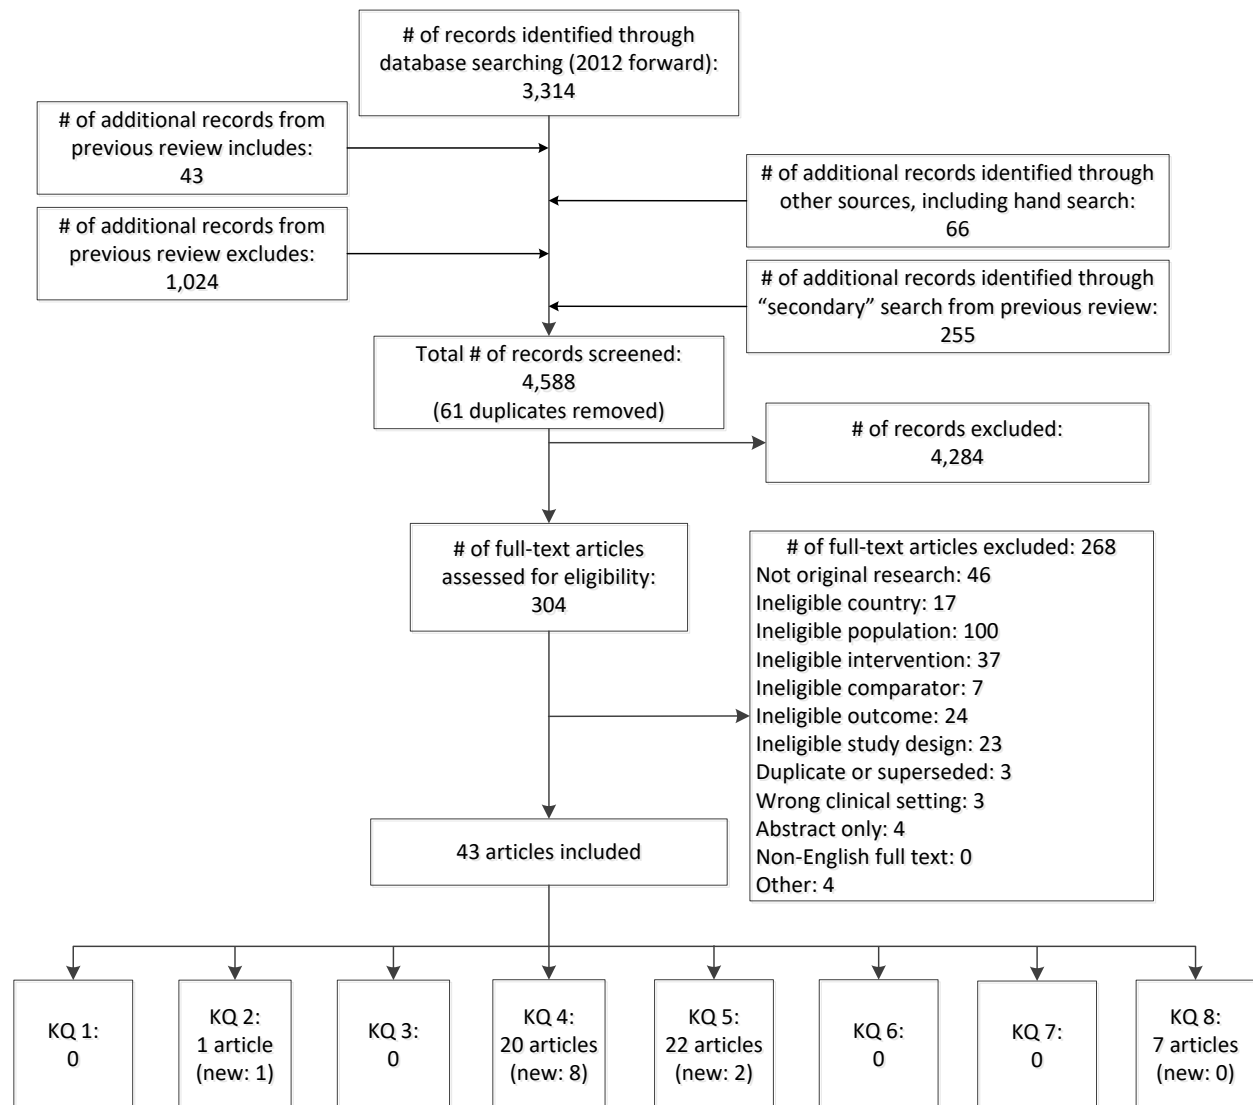 # of records identified through
database searching (2012 forward):
3,314
# of additional records from
previous review includes:
43
# of additional records identified through
other sources, including hand search:
66
# of additional records from
previous review excludes:
1,024
# of additional records identified through
“secondary” search from previous review:
255
Total # of records screened:
4,588
(61 duplicates removed)
# of records excluded:
4,284
# of full-text articles
assessed for eligibility:
304
# of full-text articles excluded: 268
Not original research: 46
Ineligible country: 17
Ineligible population: 100
Ineligible intervention: 37
Ineligible comparator: 7
Ineligible outcome: 24
Ineligible study design: 23
Duplicate or superseded: 3
Wrong clinical setting: 3
Abstract only: 4
Non-English full text: 0
Other: 4
43 articles included
KQ 1:
0
KQ 2:
1 article
(new: 1)
KQ 3:
0
KQ 4:
20 articles
(new: 8)
KQ 5:
22 articles
(new: 2)
KQ 6:
0
KQ 7:
0
KQ 8:
7 articles
(new: 0)